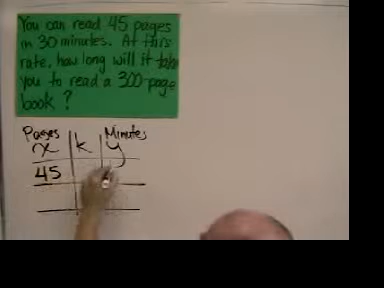 You can read 45 pages
in 30 minutes. At this
rate, how long will it take
you to read a 300-page
book?
Pages Minutes
x k y
45